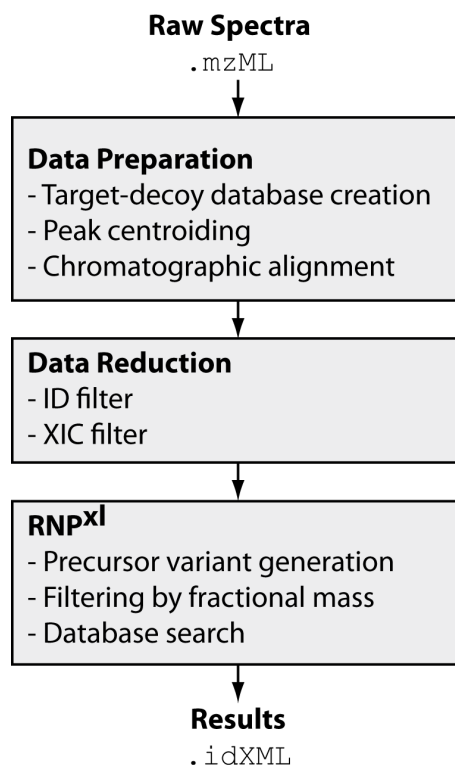 Raw Spectra
.mzML
Data Preparation
- Target-decoy database creation
- Peak centroiding
- Chromatographic alignment
Data Reduction
- ID filter
- XIC filter
RNPxl
- Precursor variant generation
- Filtering by fractional mass
- Database search
Results
.idXML